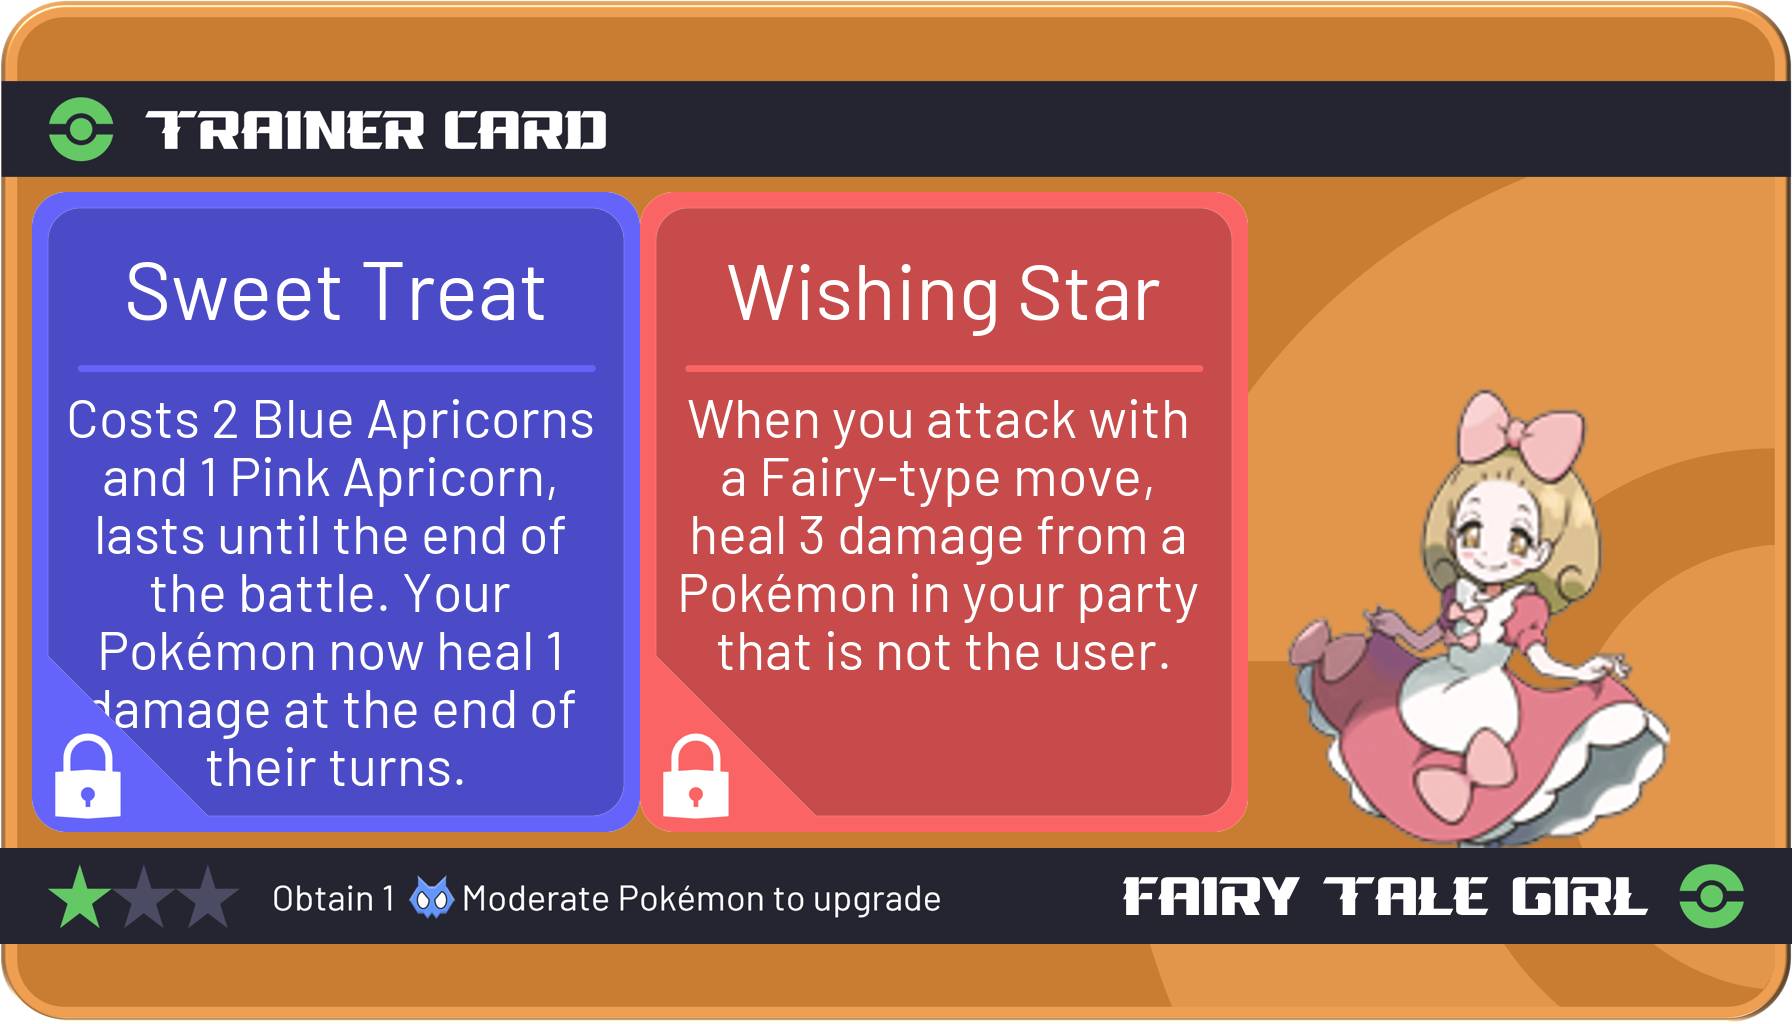 TRAINER CARD
Sweet Treat
Costs 2 Blue Apricorns
and 1 Pink Apricorn,
lasts until the end of
the battle. Your
Pokémon now heal 1
damage at the end of
their turns.
Wishing Star
When you attack with
a Fairy-type move,
heal 3 damage from a
Pokémon in your party
that is not the user.
Obtain 1 Moderate Pokémon to upgrade
FAIRY TALE GIRL